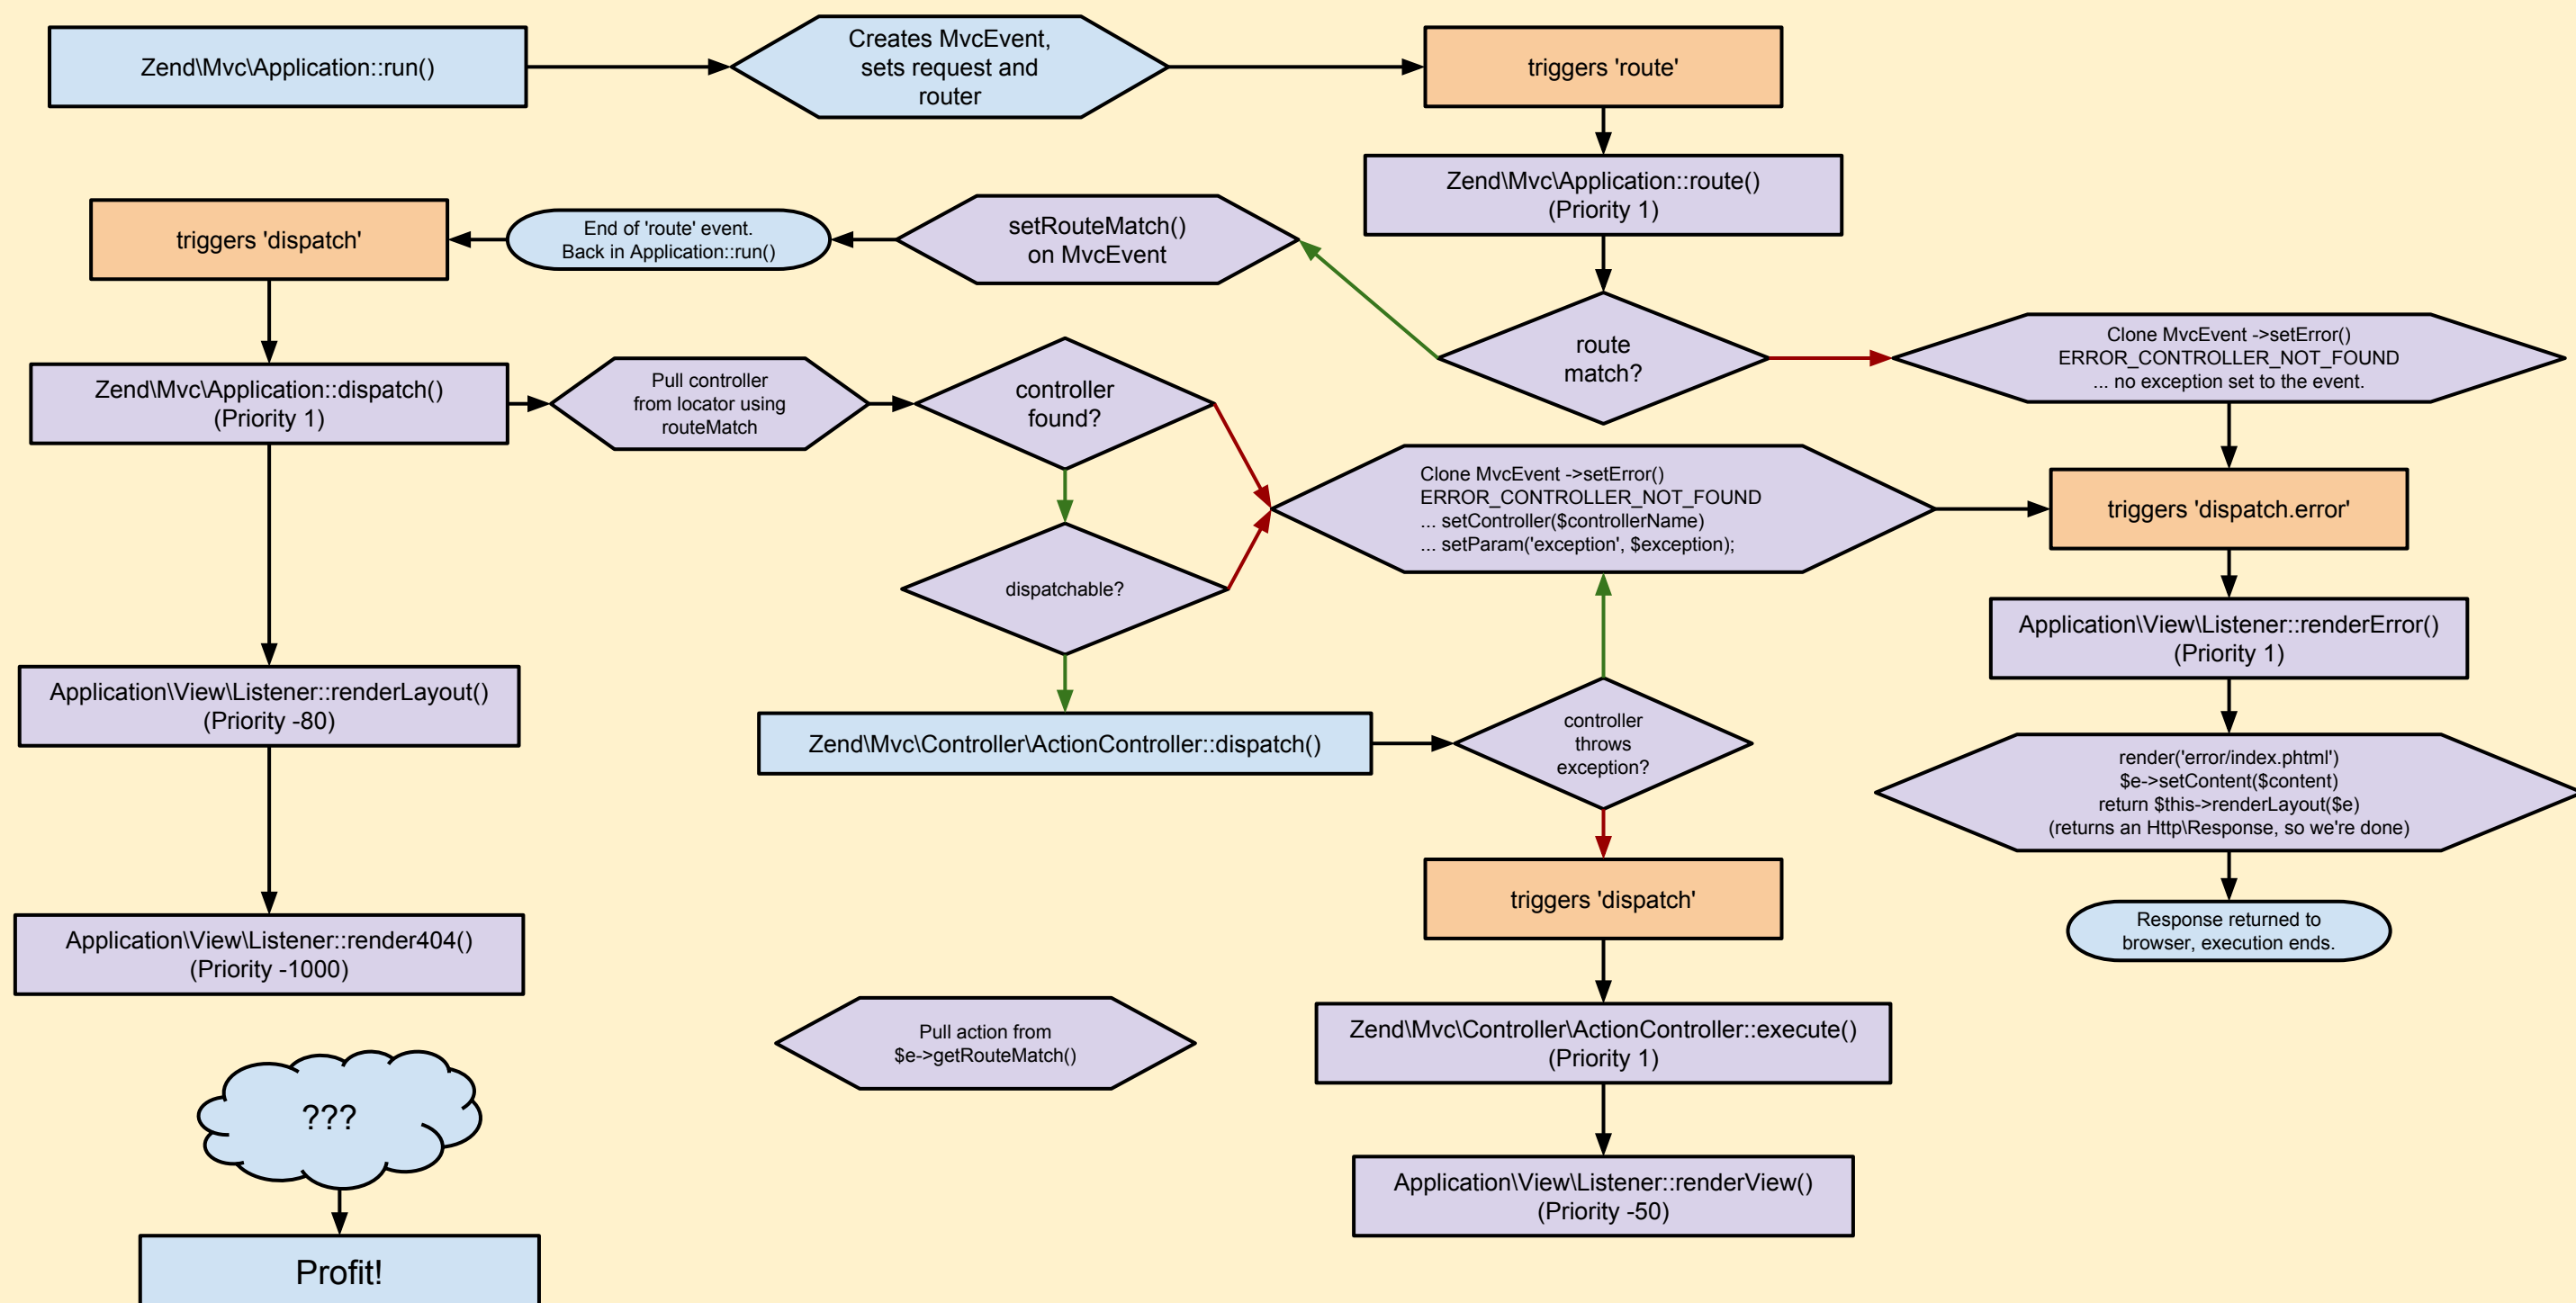 Zend\Mvc\Application::run()
Creates MvcEvent,
sets request and
router
triggers 'route'
Zend\Mvc\Application::route()
(Priority 1)
triggers 'dispatch'
End of 'route' event.
Back in Application::run()
setRouteMatch()
on MvcEvent
route
match?
Clone MvcEvent ->setError()
ERROR_CONTROLLER_NOT_FOUND
... no exception set to the event.
Zend\Mvc\Application::dispatch()
(Priority 1)
Pull controller
from locator using
routeMatch
controller
found?
Clone MvcEvent ->setError()
ERROR_CONTROLLER_NOT_FOUND
... setController($controllerName)
... setParam('exception', $exception);
triggers 'dispatch.error'
dispatchable?
Application\View\Listener::renderError()
(Priority 1)
Application\View\Listener::renderLayout()
(Priority -80)
Zend\Mvc\Controller\ActionController::dispatch()
controller
throws
exception?
render('error/index.phtml')
$e->setContent($content)
return $this->renderLayout($e)
(returns an Http\Response, so we're done)
triggers 'dispatch'
Response returned to
browser, execution ends.
Application\View\Listener::render404()
(Priority -1000)
Pull action from
$e->getRouteMatch()
Zend\Mvc\Controller\ActionController::execute()
(Priority 1)
???
Application\View\Listener::renderView()
(Priority -50)
Profit!